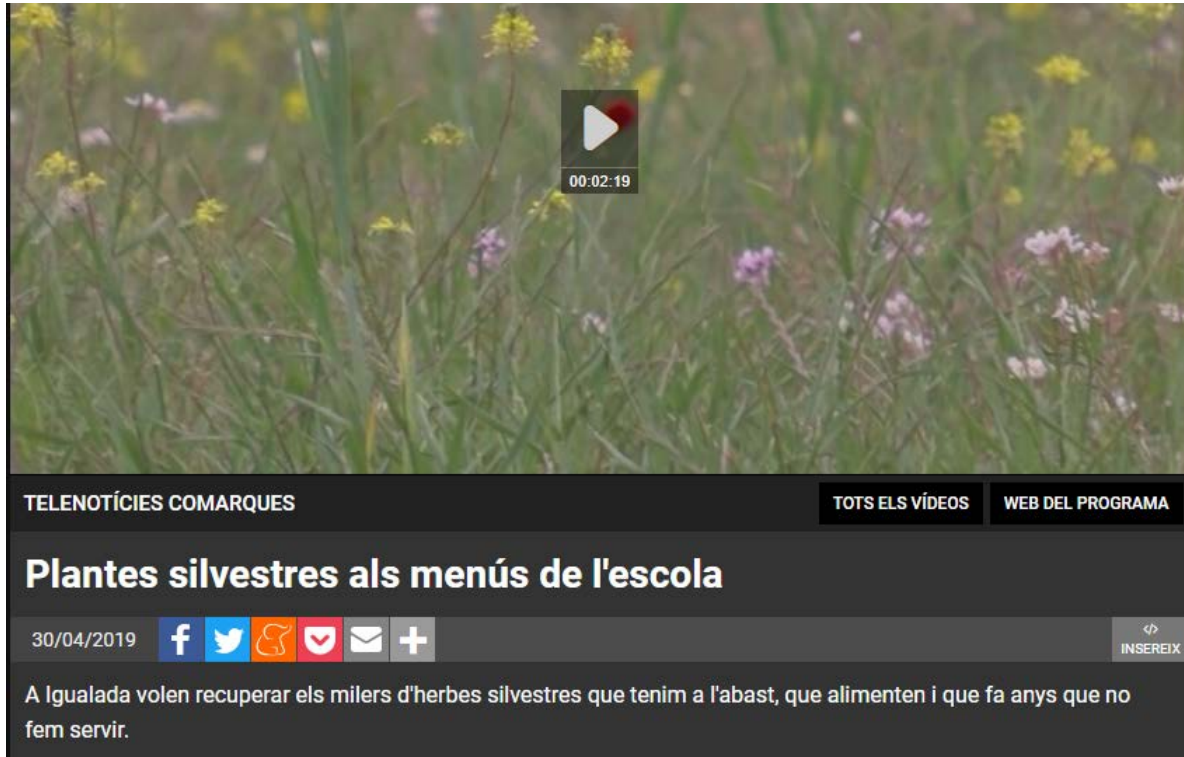 00:02:19
TELENOTÍCIES COMARQUES
TOTS ELS VÍDEOS
WEB DEL PROGRAMA
Plantes silvestres als menús de l'escola
30/04/2019
</>
INSEREIX
A Igualada volen recuperar els milers d'herbes silvestres que tenim a l'abast, que alimenten i que fa anys que no
fem servir.